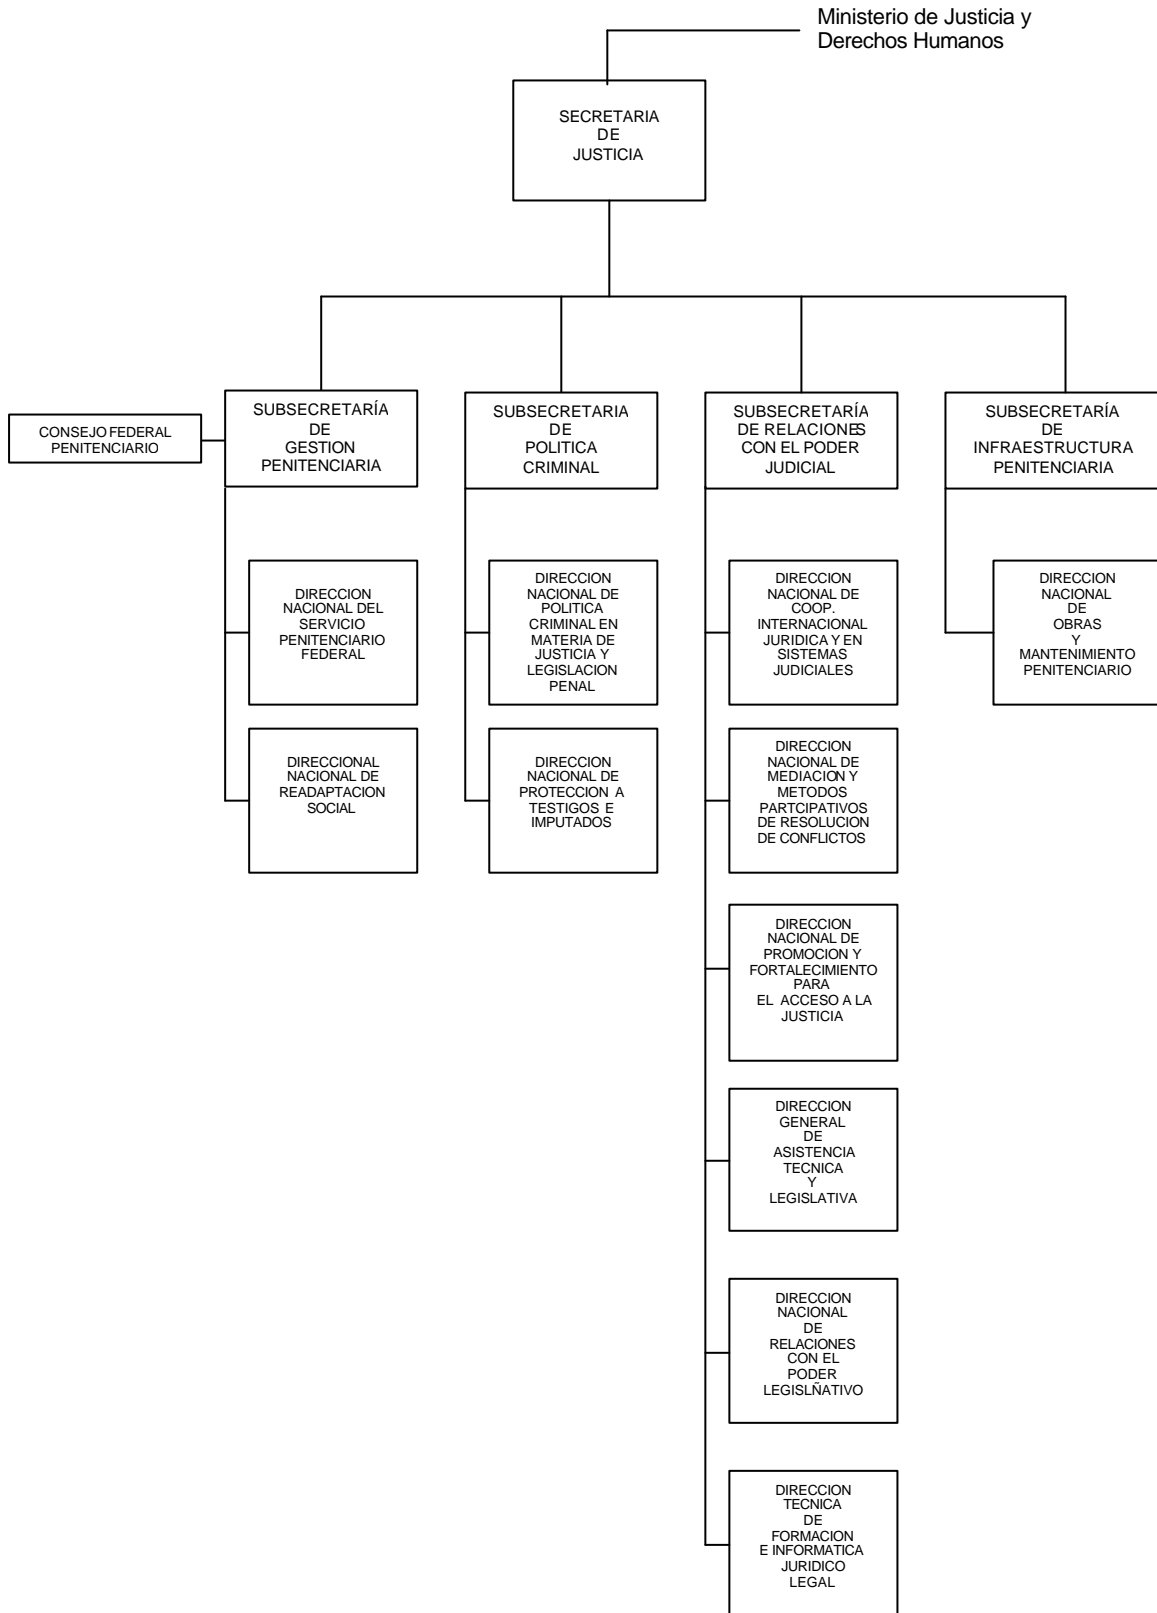 Ministerio de Justicia y
Derechos Humanos
SECRETARIA
DE
JUSTICIA
CONSEJO FEDERAL
PENITENCIARIO
SUBSECRETARÍA
DE
GESTION
PENITENCIARIA
SUBSECRETARIA
DE
POLITICA
CRIMINAL
SUBSECRETARÍA
DE RELACIONES
CON EL PODER
JUDICIAL
SUBSECRETARÍA
DE
INFRAESTRUCTURA
PENITENCIARIA
DIRECCION
NACIONAL DEL
SERVICIO
PENITENCIARIO
FEDERAL
DIRECCION
NACIONAL DE
POLITICA
CRIMINAL EN
MATERIA DE
JUSTICIA Y
LEGISLACION
PENAL
DIRECCION
NACIONAL DE
COOP.
INTERNACIONAL
JURIDICA Y EN
SISTEMAS
JUDICIALES
DIRECCION
NACIONAL
DE
OBRAS
Y
MANTENIMIENTO
PENITENCIARIO
DIRECCIONAL
NACIONAL DE
READAPTACION
SOCIAL
DIRECCION
NACIONAL DE
PROTECCION A
TESTIGOS E
IMPUTADOS
DIRECCION
NACIONAL DE
MEDIACION Y
METODOS
PARTCIPATIVOS
DE RESOLUCION
DE CONFLICTOS
DIRECCION
NACIONAL DE
PROMOCION Y
FORTALECIMIENTO
PARA
EL ACCESO A LA
JUSTICIA
DIRECCION
GENERAL
DE
ASISTENCIA
TECNICA
Y
LEGISLATIVA
DIRECCION
NACIONAL
DE
RELACIONES
CON EL
PODER
LEGISLÑATIVO
DIRECCION
TECNICA
DE
FORMACION
E INFORMATICA
JURIDICO
LEGAL